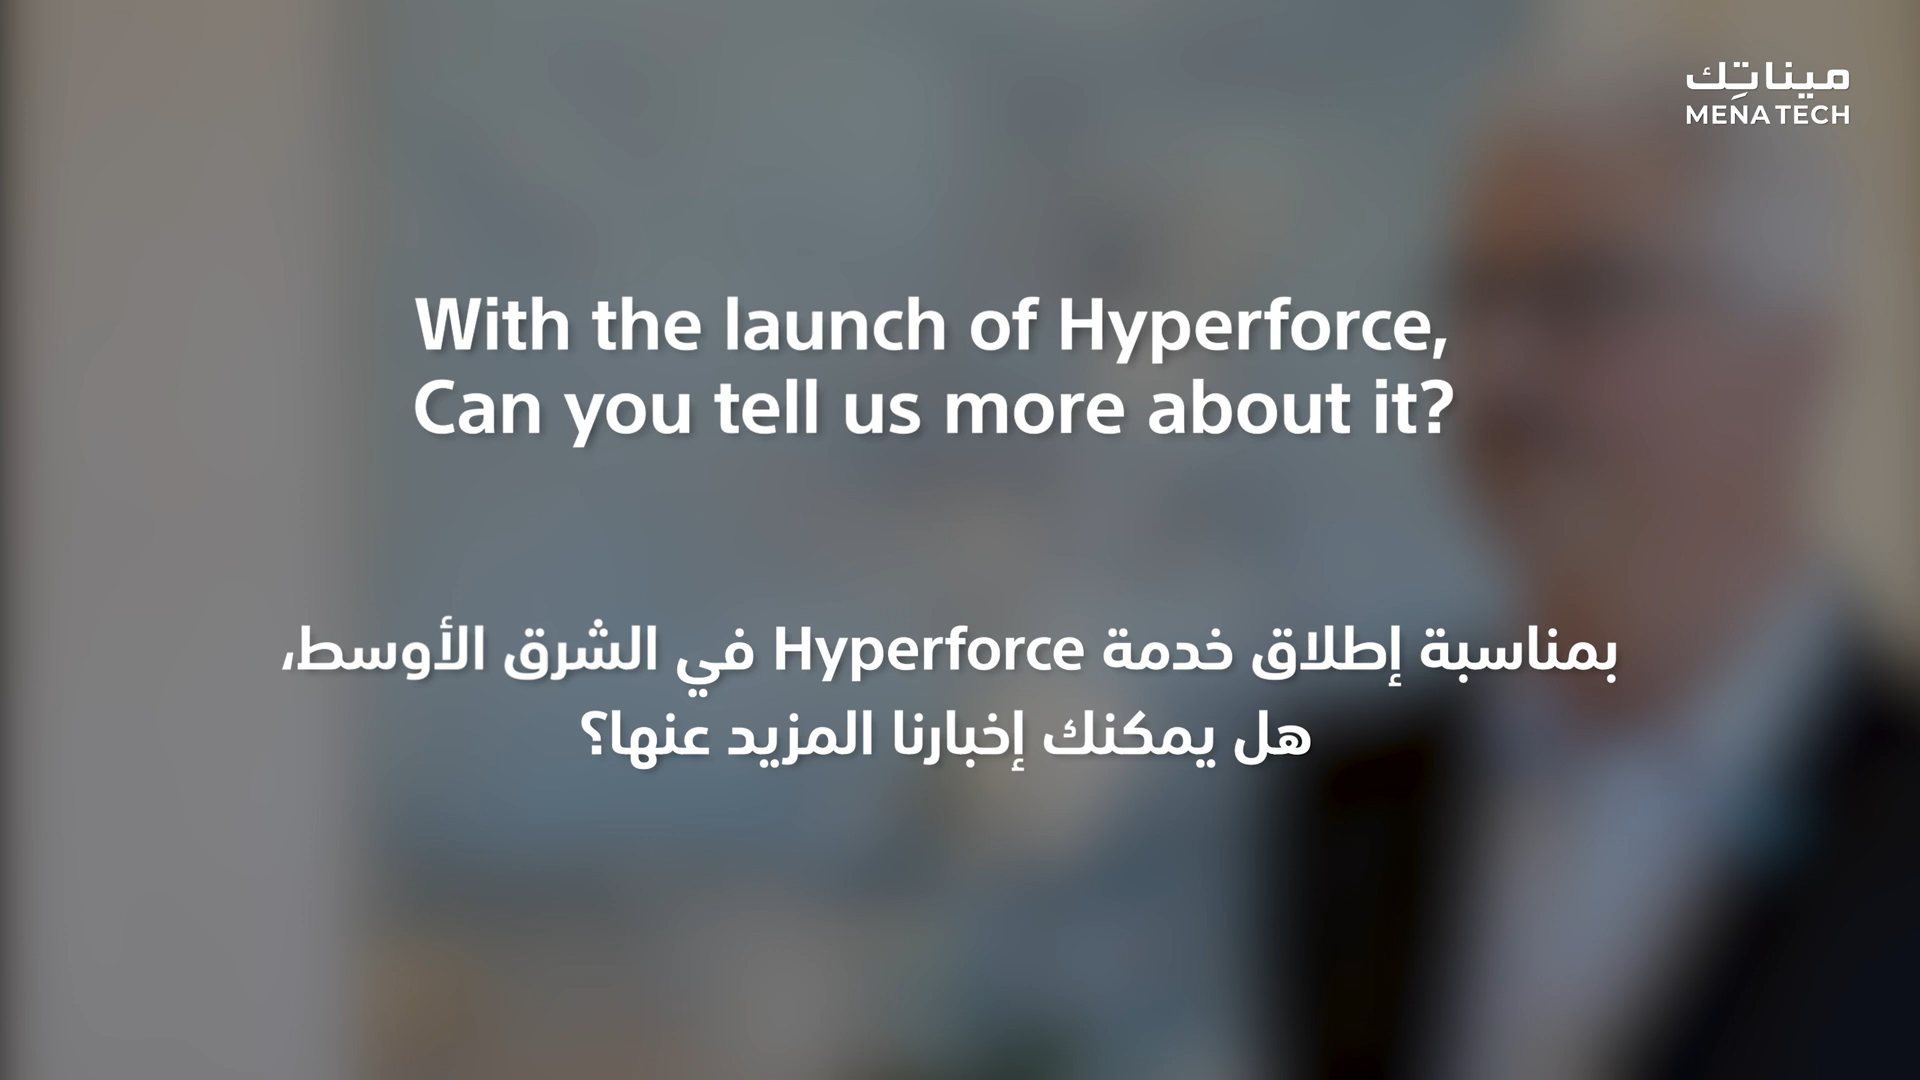 ميناتِك
MENATECH
With the launch of Hyperforce,
Can you tell us more about it?
بمناسبة إطلاق خدمة Hyperforce في الشرق الأوسط،
هل يمكنك إخبارنا المزيد عنها؟